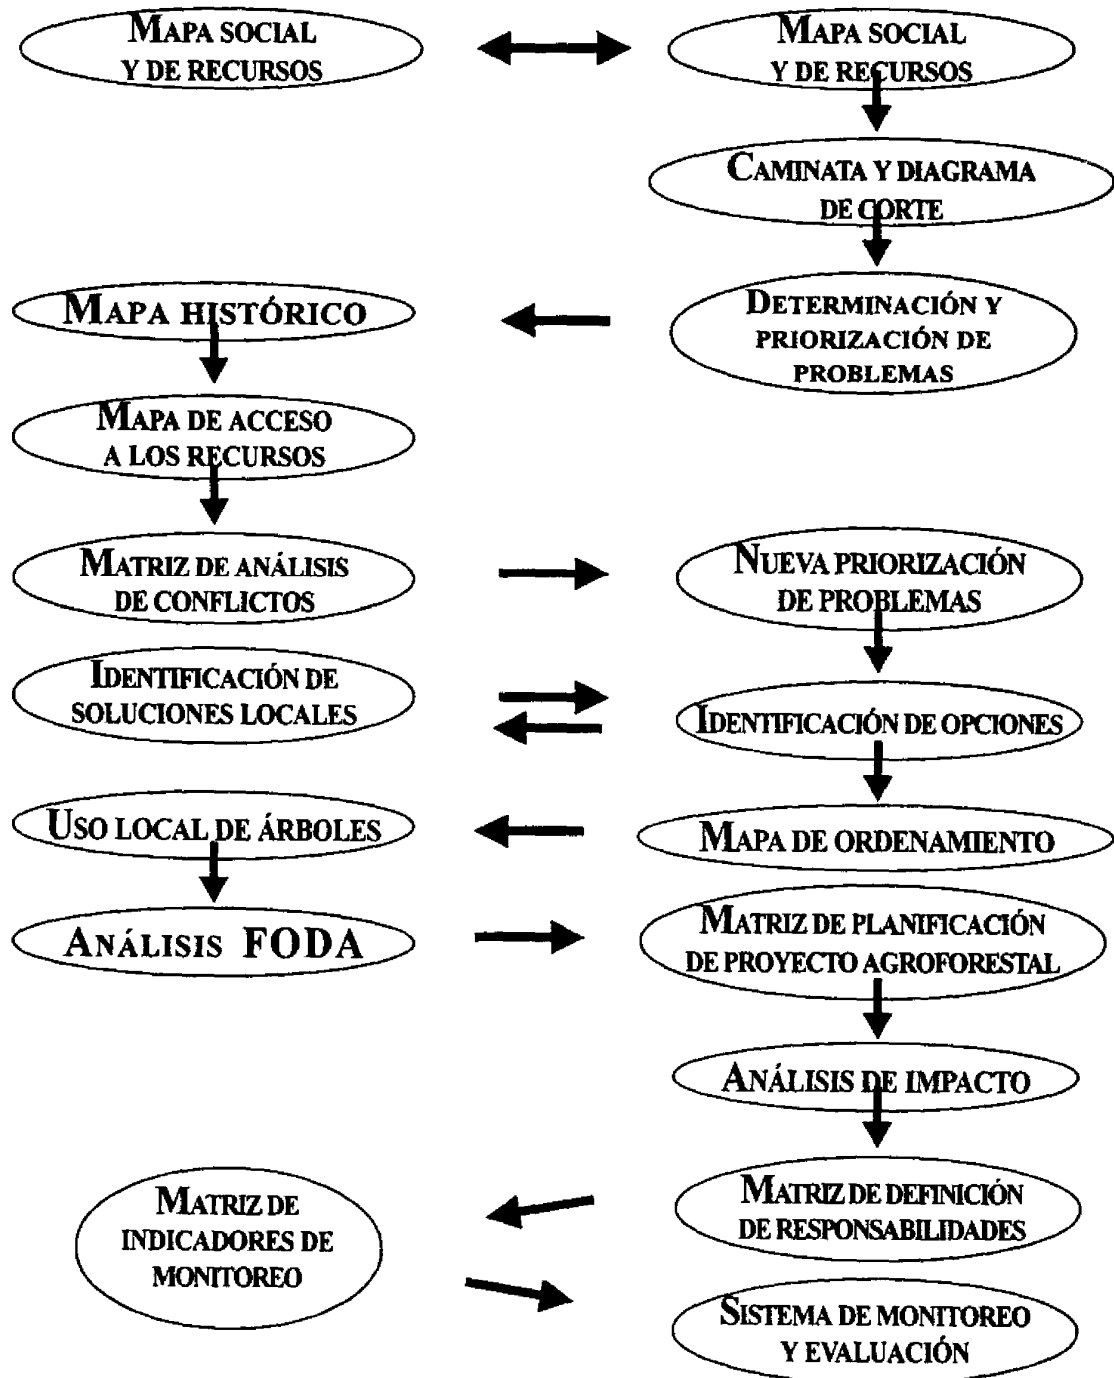 MAPA SOCIAL
Y DE RECURSOS
MAPA SOCIAL
Y DE RECURSOS
CAMINATA Y DIAGRAMA
DE CORTE
MAPA HISTÓRICO
DETERMINACIÓN Y
PRIORIZACIÓN DE
PROBLEMAS
MAPA DE ACCESO
A LOS RECURSOS
MATRIZ DE ANÁLISIS
DE CONFLICTOS
NUEVA PRIORIZACIÓN
DE PROBLEMAS
IDENTIFICACIÓN DE
SOLUCIONES LOCALES
IDENTIFICACIÓN DE OPCIONES
USO LOCAL DE ÁRBOLES
MAPA DE ORDENAMIENTO
ANÁLISIS FODA
MATRIZ DE PLANIFICACIÓN
DE PROYECTO AGROFORESTAL
ANÁLISIS DE IMPACTO
MATRIZ DE
INDICADORES DE
MONITOREO
MATRIZ DE DEFINICIÓN
DE RESPONSABILIDADES
SISTEMA DE MONITOREO
Y EVALUACIÓN